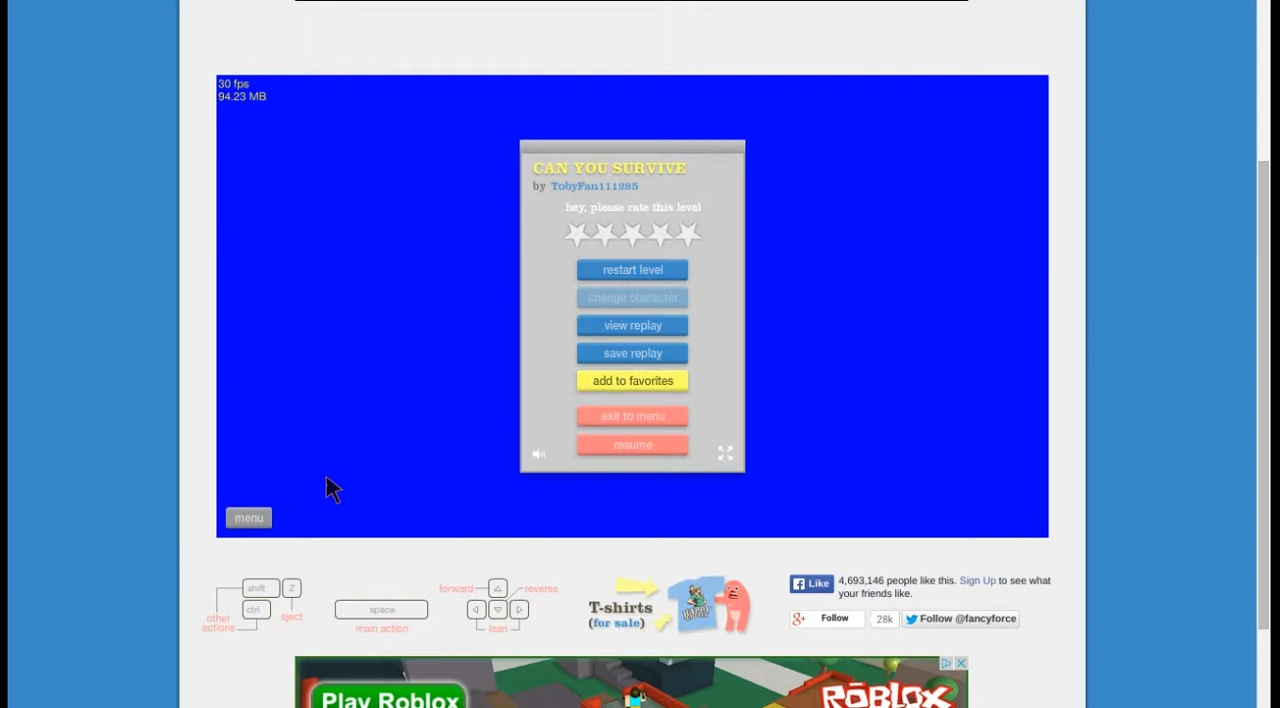 30 fps
94.23 MB
CAN YOU SURVIVE
by TobyFan111285
hey, please rate this level
restart level
change character
view replay
save replay
add to favorites
exit to menu
resume
menu
shift
Z
ctrl
other
actions
eject
space
main action
forward
reverse
lean
T-shirts
(for sale)
HAPPY
Like
4,693,146 people like this. Sign Up to see what
your friends like.
g+ Follow
28k
Follow @fancyforce
Play Roblox
ROBLOX